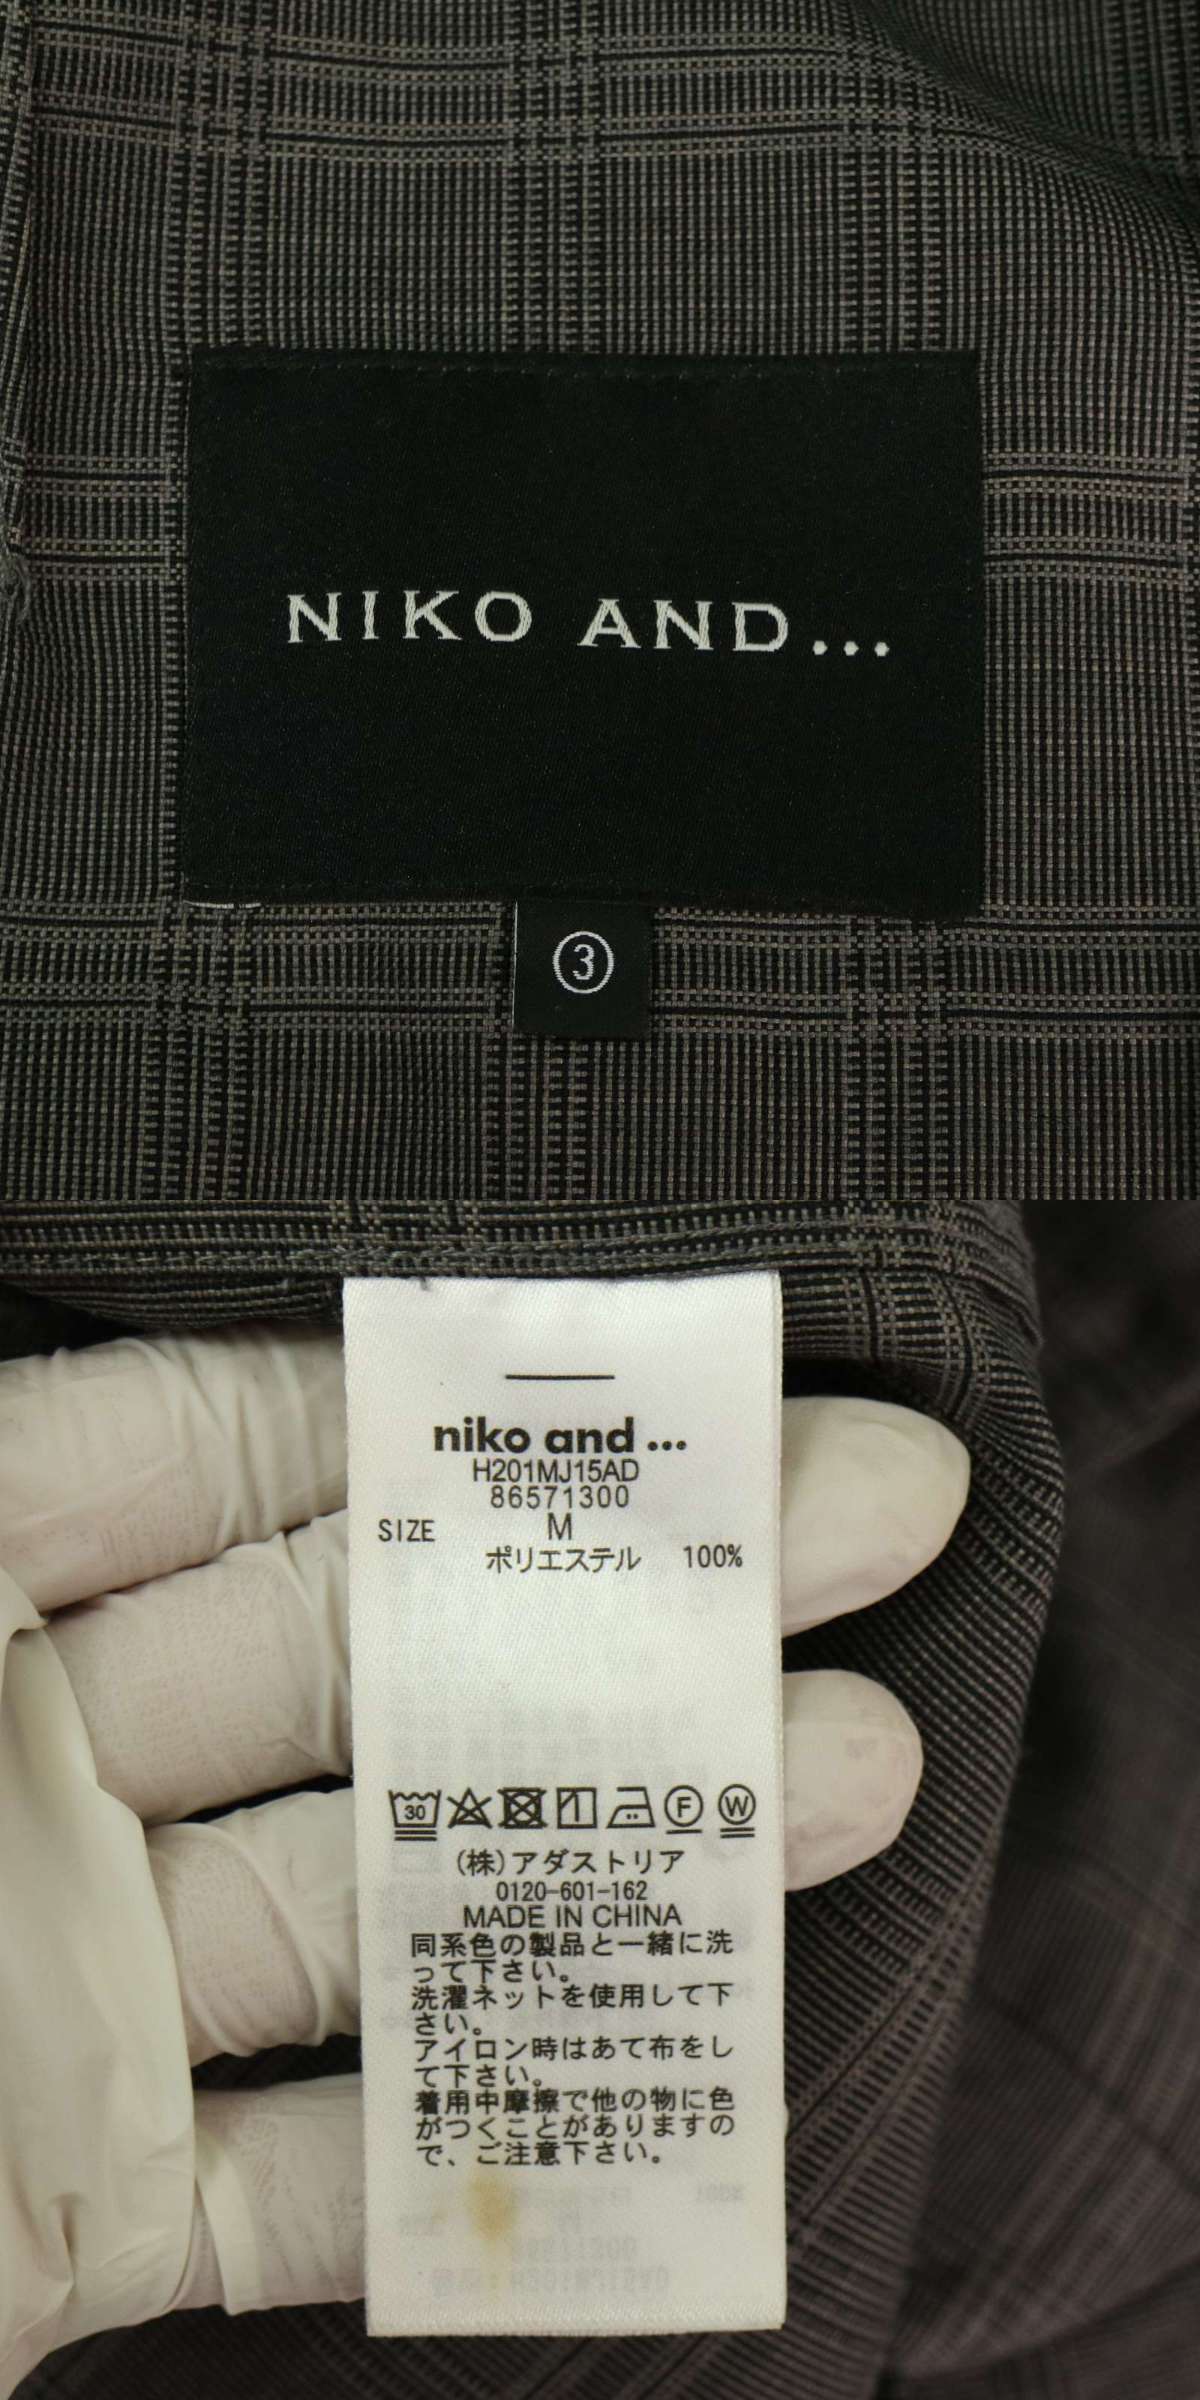 NIKO AND...
③
niko and ...
H201MJ15AD
86571300
SIZE M
ポリエステル 100%
30 F W
(株)アダストリア
0120-601-162
MADE IN CHINA
同系色の製品と一緒に洗
って下さい。
洗濯ネットを使用して下
さい。
アイロン時はあて布をし
て下さい。
着用中摩擦で他の物に色
がつくことがありますの
で、ご注意下さい。